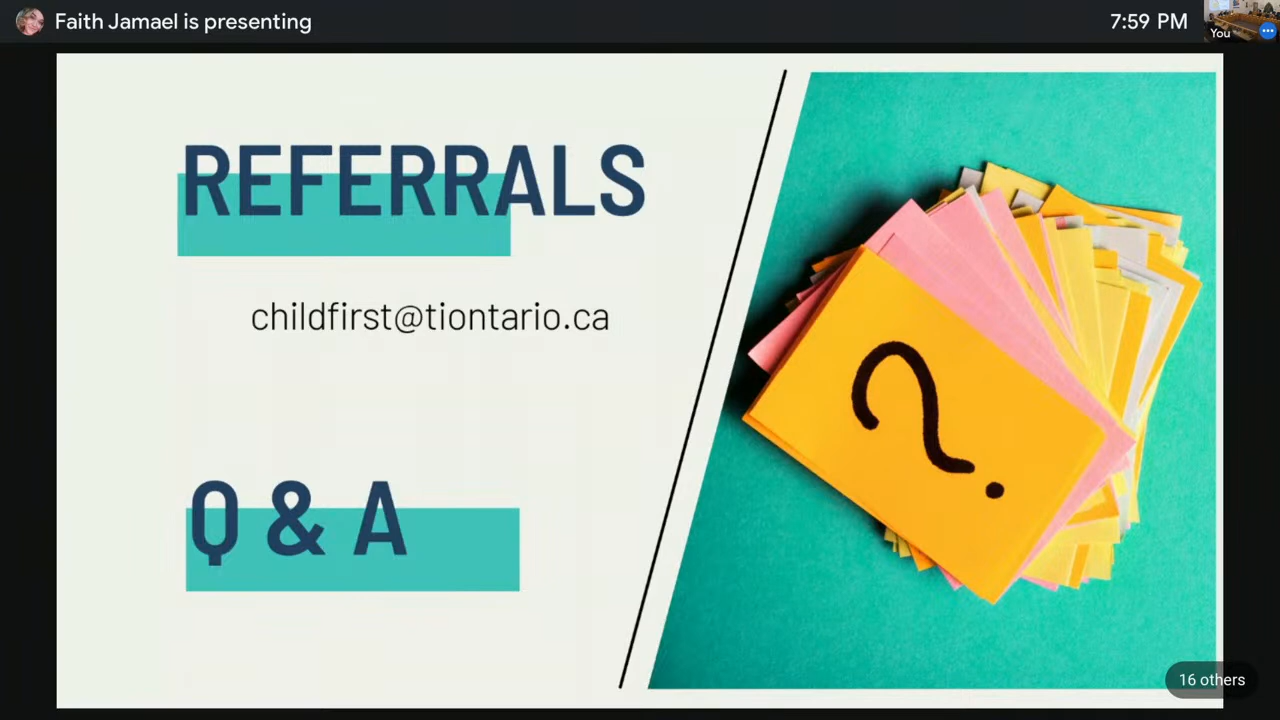 Faith Jamael is presenting
7:59 PM
You
REFERRALS
childfirst@tiontario.ca
Q & A
?
16 others